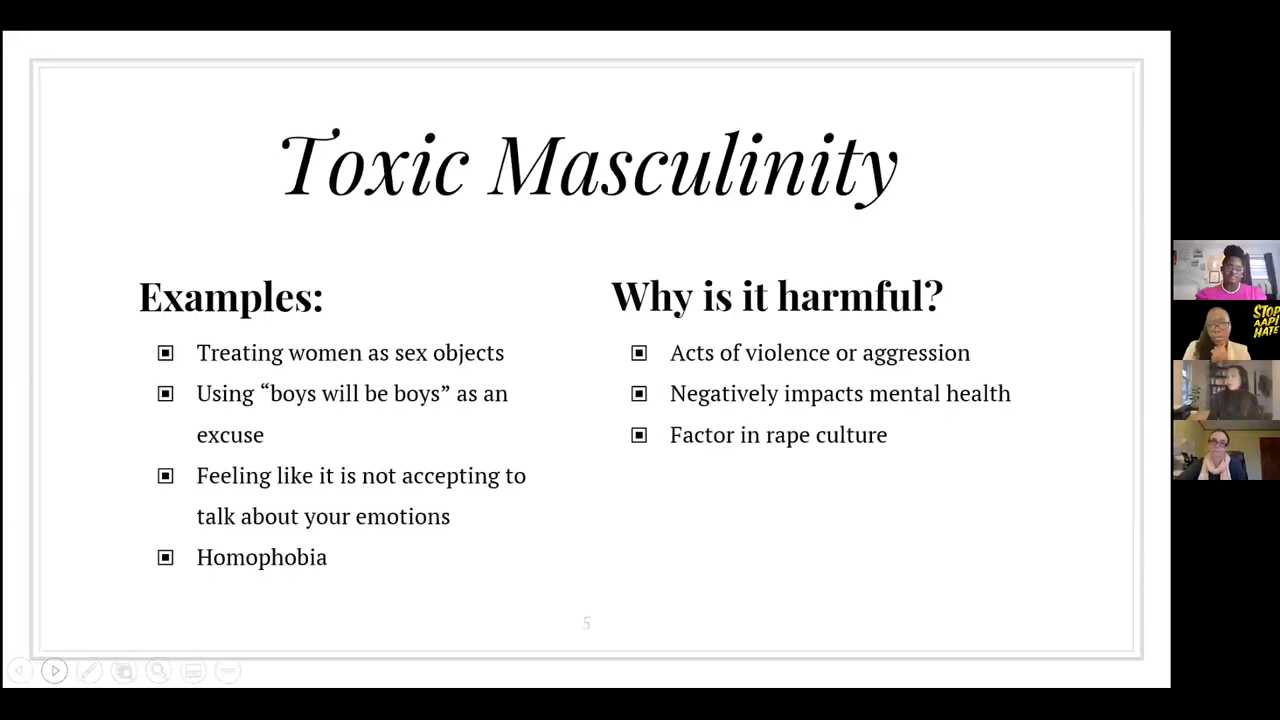 Toxic Masculinity
Examples:
Treating women as sex objects
Using “boys will be boys” as an
excuse
Feeling like it is not accepting to
talk about your emotions
Homophobia
Why is it harmful?
Acts of violence or aggression
Negatively impacts mental health
Factor in rape culture
5
STOP
AAPI
HATE